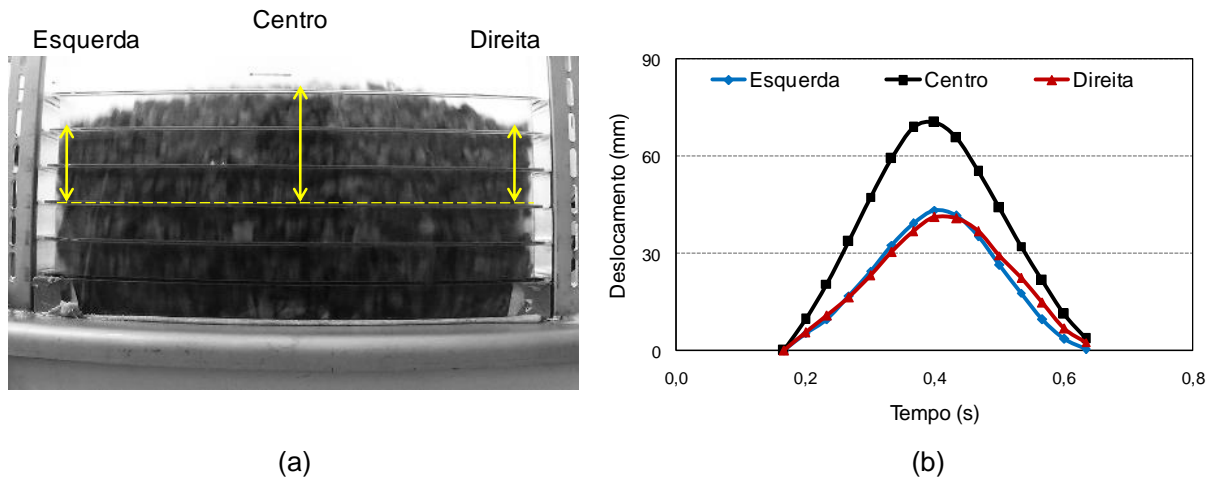 Centro
Esquerda
Direita
(a)
Esquerda
Centro
Direita
Deslocamento (mm)
90
60
30
0
0,0
0,2
0,4
0,6
0,8
Tempo (s)
(b)